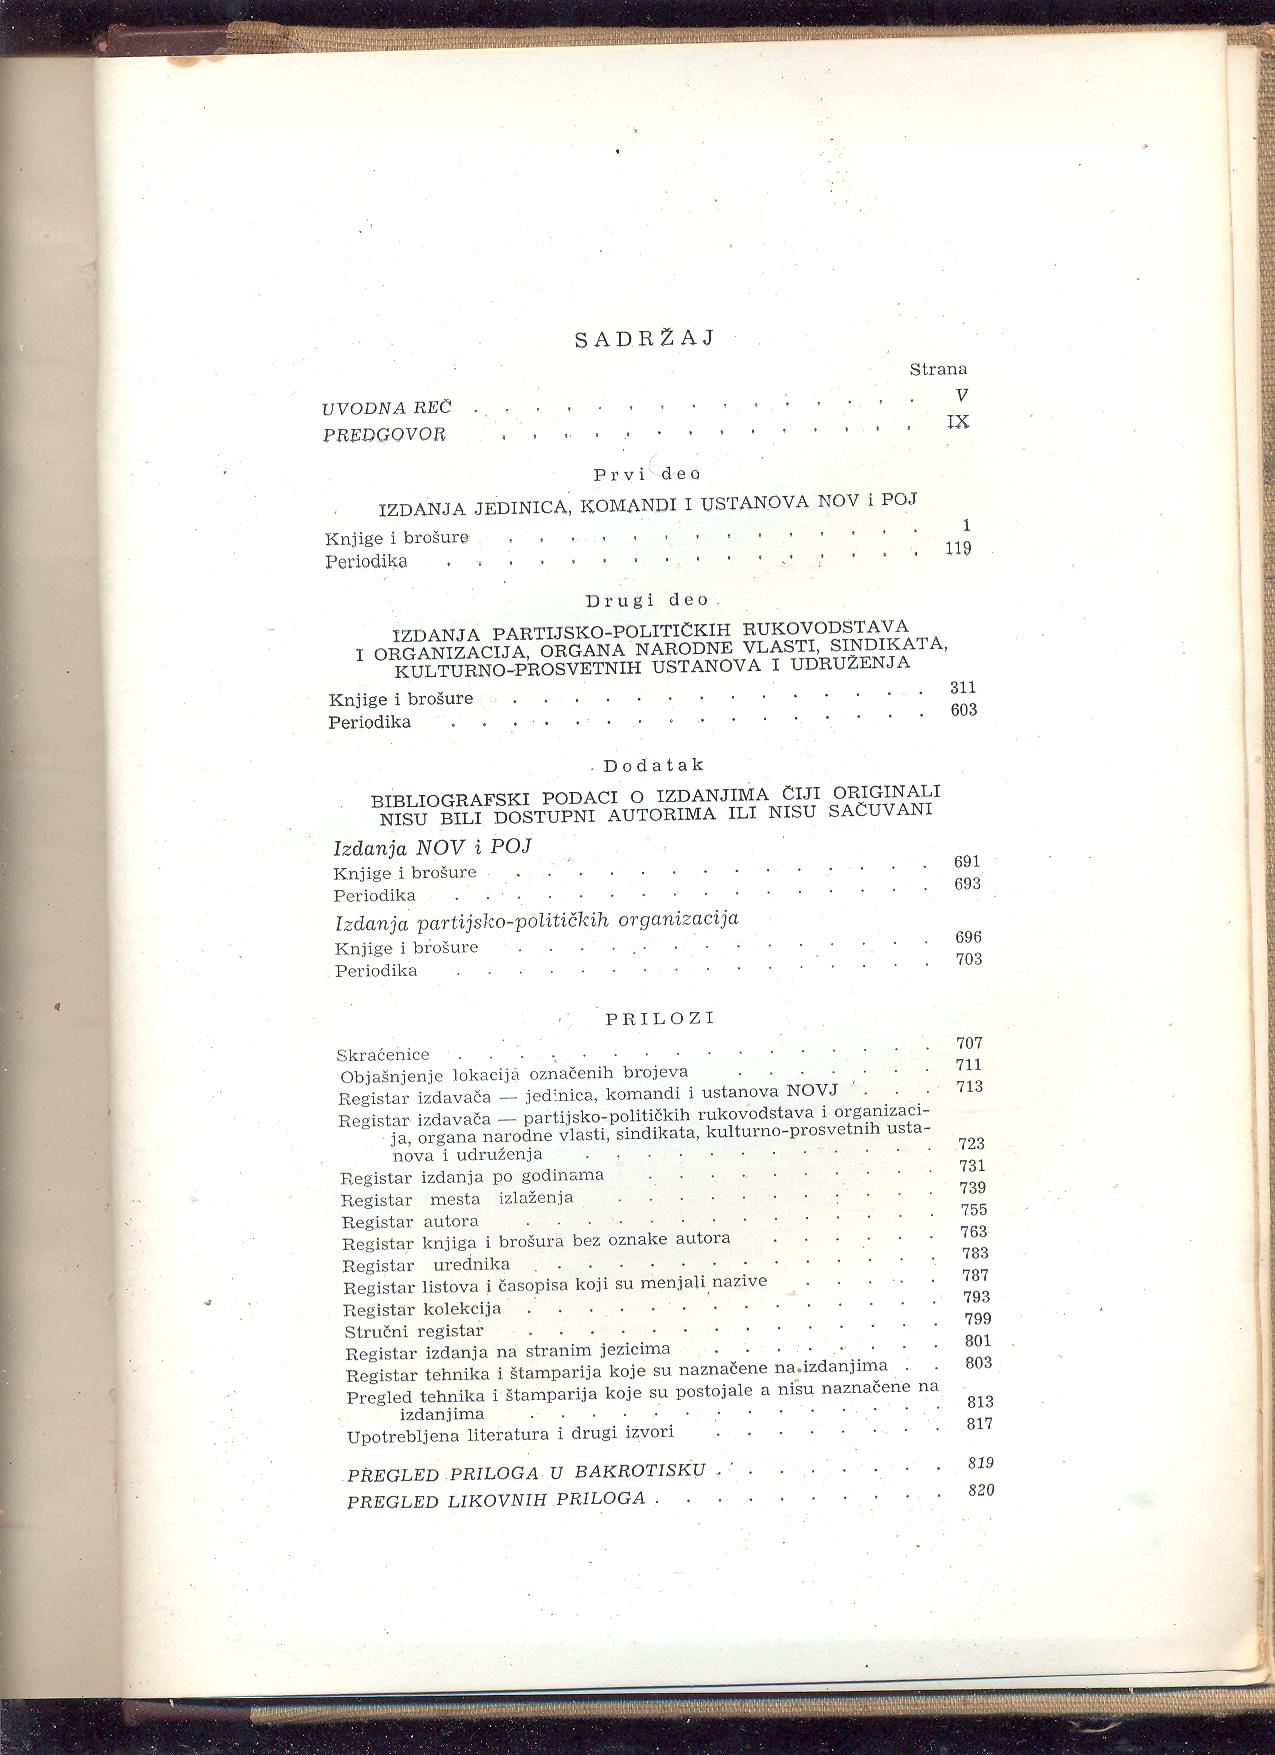 SADRŽAJ
Strana
UVODNA REČ . . . . . . . . . . . . . . . V
PREDGOVOR . . . . . . . . . . . . . . IX
Prvi deo
IZDANJA JEDINICA, KOMANDI I USTANOVA NOV i POJ
Knjige i brošure . . . . . . . . . . . . . . 1
Periodika . . . . . . . . . . . . . . . . 119
Drugi deo
IZDANJA PARTIJSKO-POLITIČKIH RUKOVODSTAVA
I ORGANIZACIJA, ORGANA NARODNE VLASTI, SINDIKATA,
KULTURNO-PROSVETNIH USTANOVA I UDRUŽENJA
Knjige i brošure . . . . . . . . . . . . . . 311
Periodika . . . . . . . . . . . . . . . . 603
Dodatak
BIBLIOGRAFSKI PODACI O IZDANJIMA ČIJI ORIGINALI
NISU BILI DOSTUPNI AUTORIMA ILI NISU SAČUVANI
Izdanja NOV i POJ
Knjige i brošure . . . . . . . . . . . . . . 691
Periodika . . . . . . . . . . . . . . . . 693
Izdanja partijsko-političkih organizacija
Knjige i brošure . . . . . . . . . . . . . . 696
Periodika . . . . . . . . . . . . . . . . 703
PRILOZI
Skraćenice . . . . . . . . . . . . . . . . 707
Objašnjenje lokacija označenih brojeva . . . . . . . 711
Registar izdavača — jedinica, komandi i ustanova NOVJ . . . 713
Registar izdavača — partijsko-političkih rukovodstava i organizaci-
ja, organa narodne vlasti, sindikata, kulturno-prosvetnih usta-
nova i udruženja . . . . . . . . . . . . 723
Registar izdanja po godinama . . . . . . . . . . 731
Registar mesta izlaženja . . . . . . . . . . . 739
Registar autora . . . . . . . . . . . . . . 755
Registar knjiga i brošura bez oznake autora . . . . . . 763
Registar urednika . . . . . . . . . . . . . . 783
Registar listova i časopisa koji su menjali nazive . . . . . 787
Registar kolekcija . . . . . . . . . . . . . . 793
Stručni registar . . . . . . . . . . . . . . 799
Registar izdanja na stranim jezicima . . . . . . . . 801
Registar tehnika i štamparija koje su naznačene na izdanjima . . 803
Pregled tehnika i štamparija koje su postojale a nisu naznačene na
izdanjima . . . . . . . . . . . . . . 813
Upotrebljena literatura i drugi izvori . . . . . . . . 817
PREGLED PRILOGA U BAKROTISKU . . . . . . . . 819
PREGLED LIKOVNIH PRILOGA . . . . . . . . . . 820